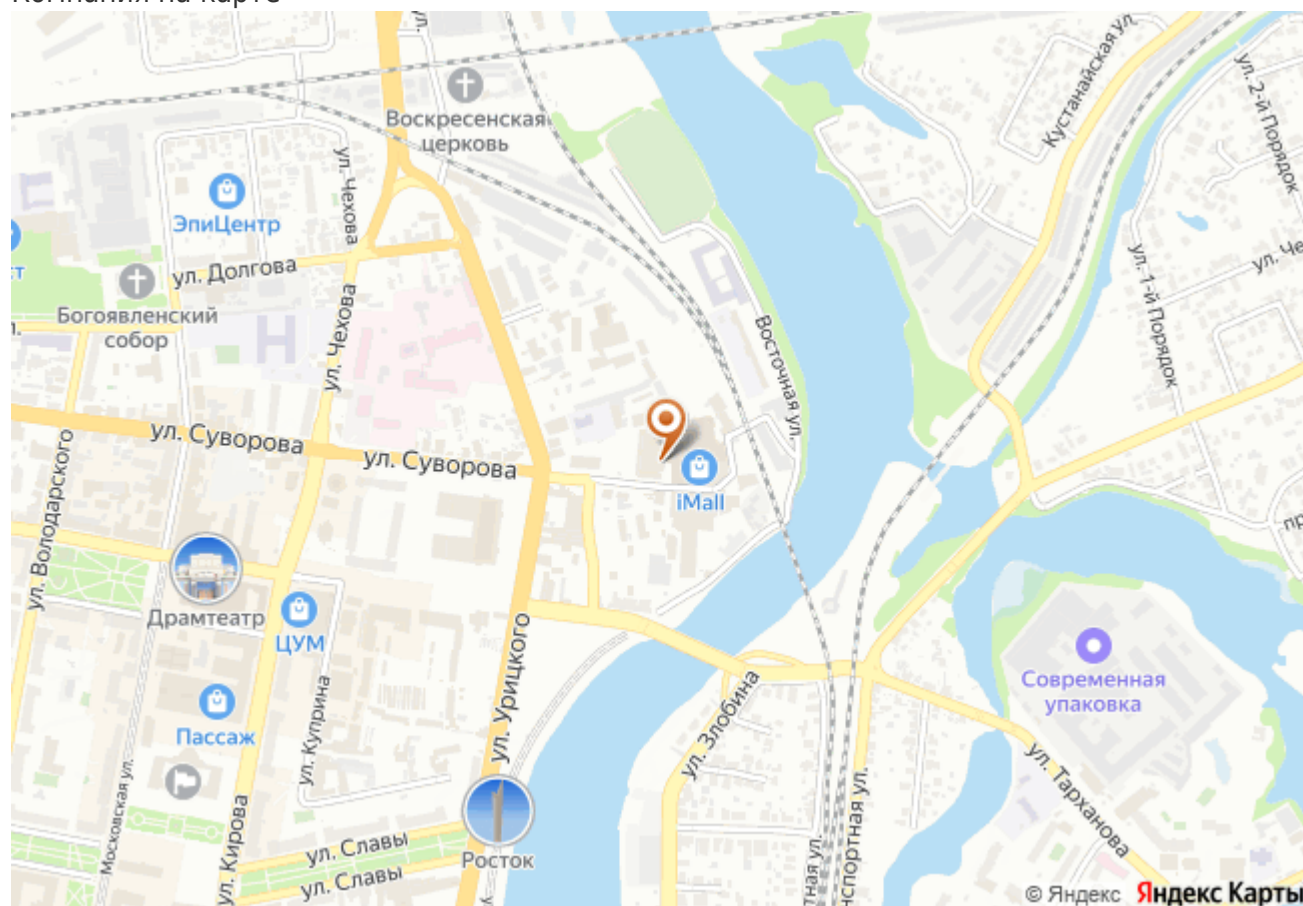 Компания на карте
Кустанайская ул.
ул. 2-й Порядок
Воскресенская
церковь
ул. Чехова
ЭпиЦентр
ул. Долгова
Богоявленский
собор
ул. Чехова
Восточная ул.
ул. 1-й Порядок
ул. Суворова
ул. Суворова
iMall
ул. Володарского
Драмтеатр
ЦУМ
ул. Урицкого
Современная
упаковка
ул. Злобина
ул. Куприна
Пассаж
Московская ул.
ул. Тарханова
ул. Кирова
ул. Славы
ул. Славы
Росток
© Яндекс Яндекс Карты